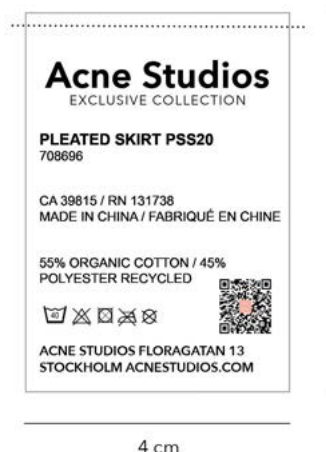 Acne Studios
EXCLUSIVE COLLECTION
PLEATED SKIRT PSS20
708696
CA 39815 / RN 131738
MADE IN CHINA / FABRIQUÉ EN CHINE
55% ORGANIC COTTON / 45%
POLYESTER RECYCLED
40
ACNE STUDIOS FLORAGATAN 13
STOCKHOLM ACNESTUDIOS.COM
4 cm